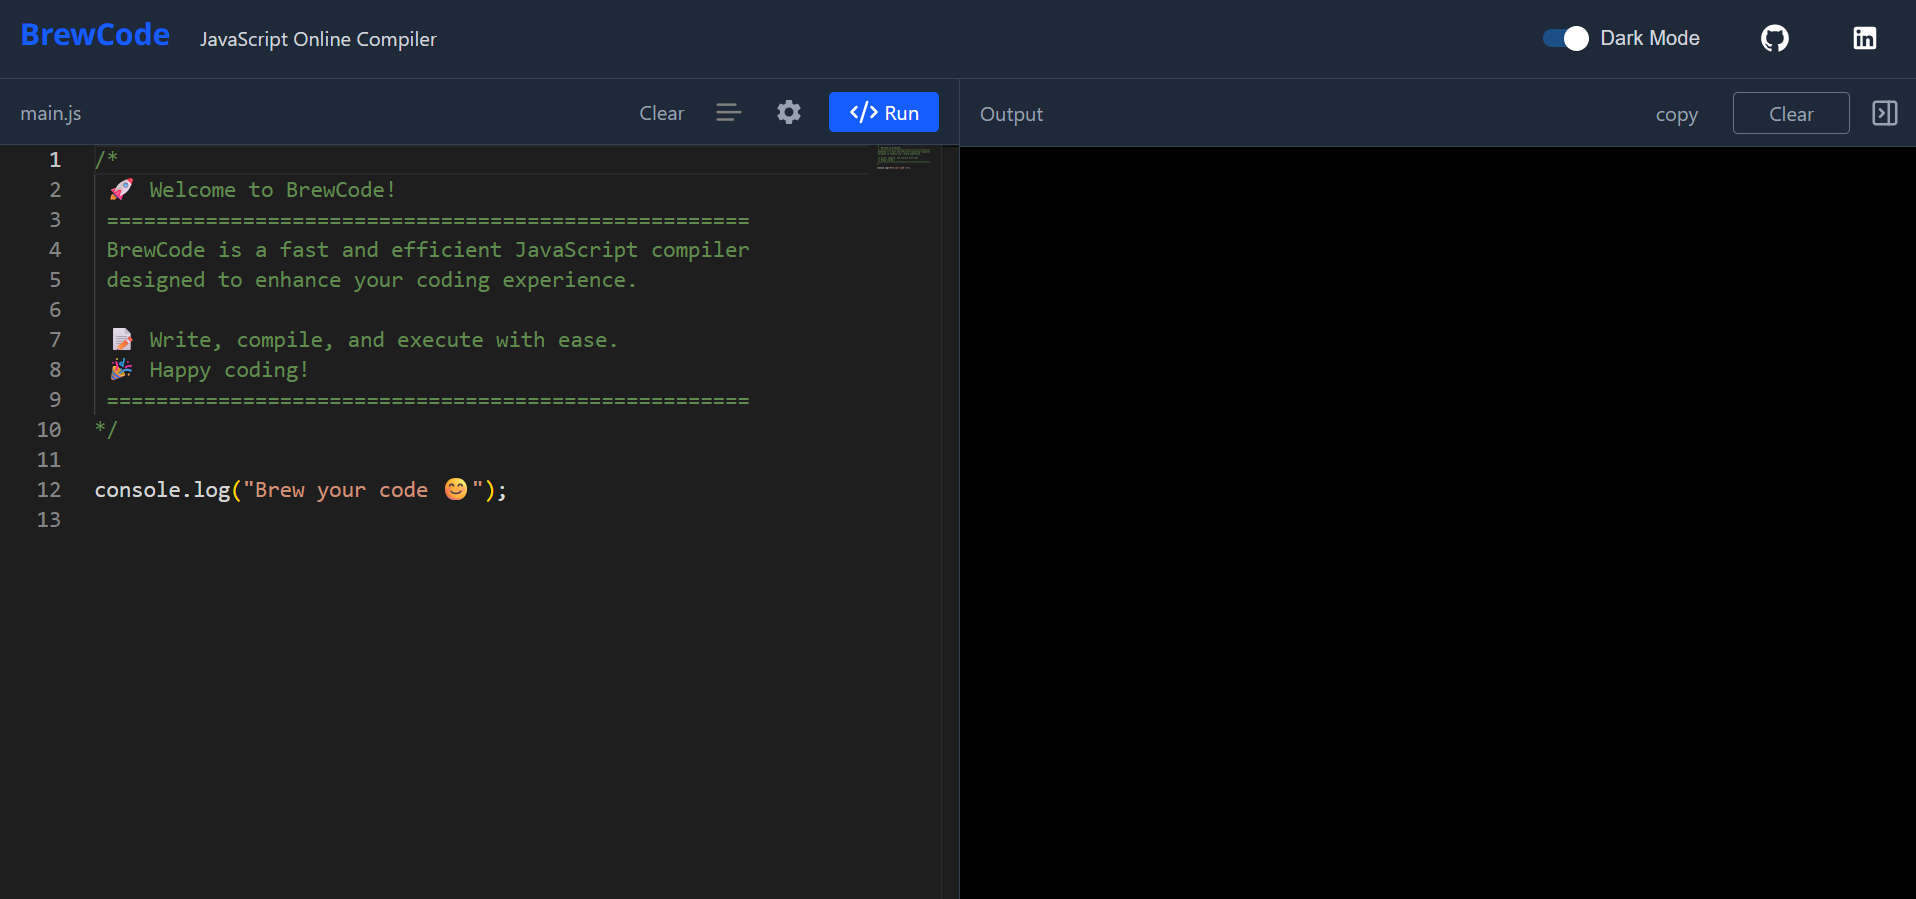 BrewCode
JavaScript Online Compiler
Dark Mode
main.js
Clear
</> Run
Output
copy
Clear
1 /*
2 🚀 Welcome to BrewCode!
3 ====================================================
4 BrewCode is a fast and efficient JavaScript compiler
5 designed to enhance your coding experience.
6
7 📝 Write, compile, and execute with ease.
8 🎉 Happy coding!
9 ====================================================
10 */
11
12 console.log("Brew your code 😊");
13